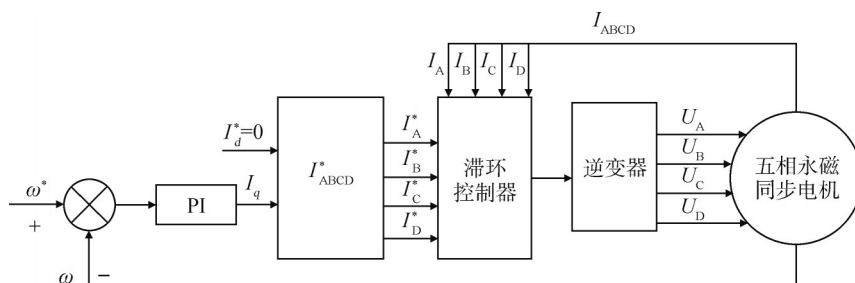 I_ABCD
I_A I_B I_C I_D
I*_d=0
I*_A
I*_B
I*_C
I*_D
I*_ABCD
滞环
控制器
逆变器
U_A
U_B
U_C
U_D
五相永磁
同步电机
ω*
+
PI
I_q
ω
−